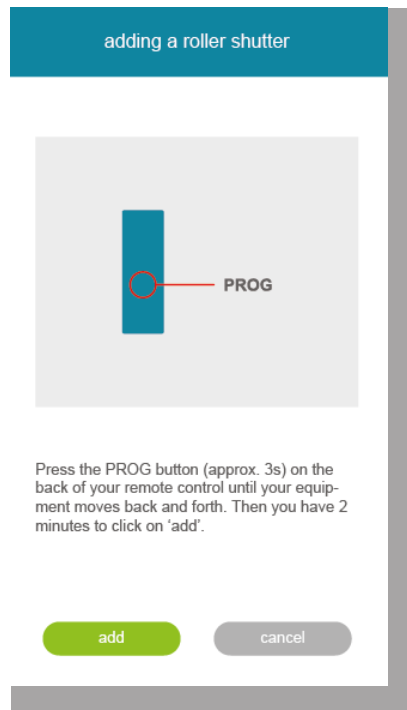 adding a roller shutter
PROG
Press the PROG button (approx. 3s) on the
back of your remote control until your equip-
ment moves back and forth. Then you have 2
minutes to click on ‘add’.
add
cancel